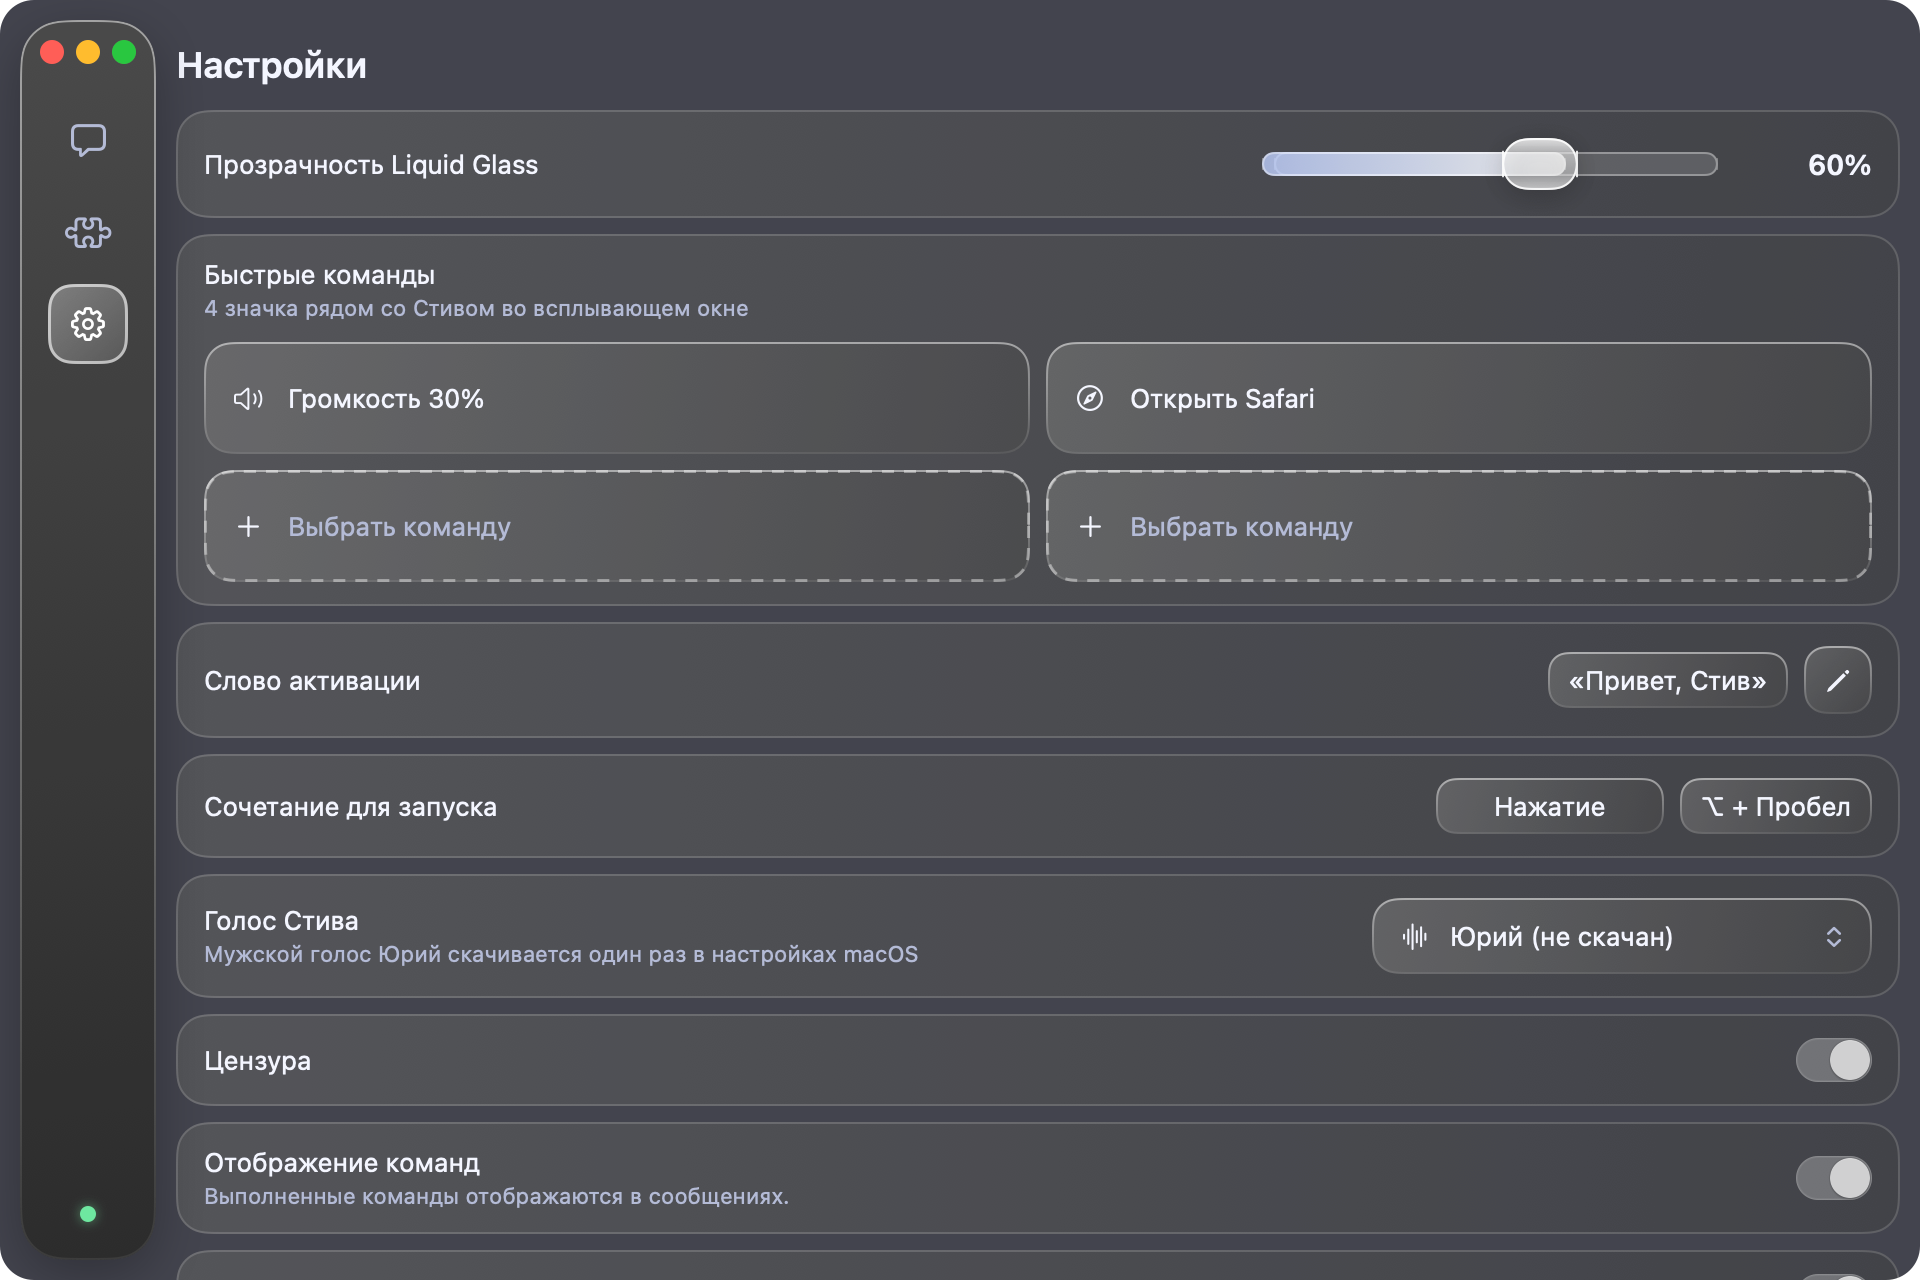 Настройки
Прозрачность Liquid Glass
60%
Быстрые команды
4 значка рядом со Стивом во всплывающем окне
Громкость 30%
Открыть Safari
Выбрать команду
Выбрать команду
Слово активации
«Привет, Стив»
Сочетание для запуска
Нажатие
⌥ + Пробел
Голос Стива
Мужской голос Юрий скачивается один раз в настройках macOS
Юрий (не скачан)
Цензура
Отображение команд
Выполненные команды отображаются в сообщениях.